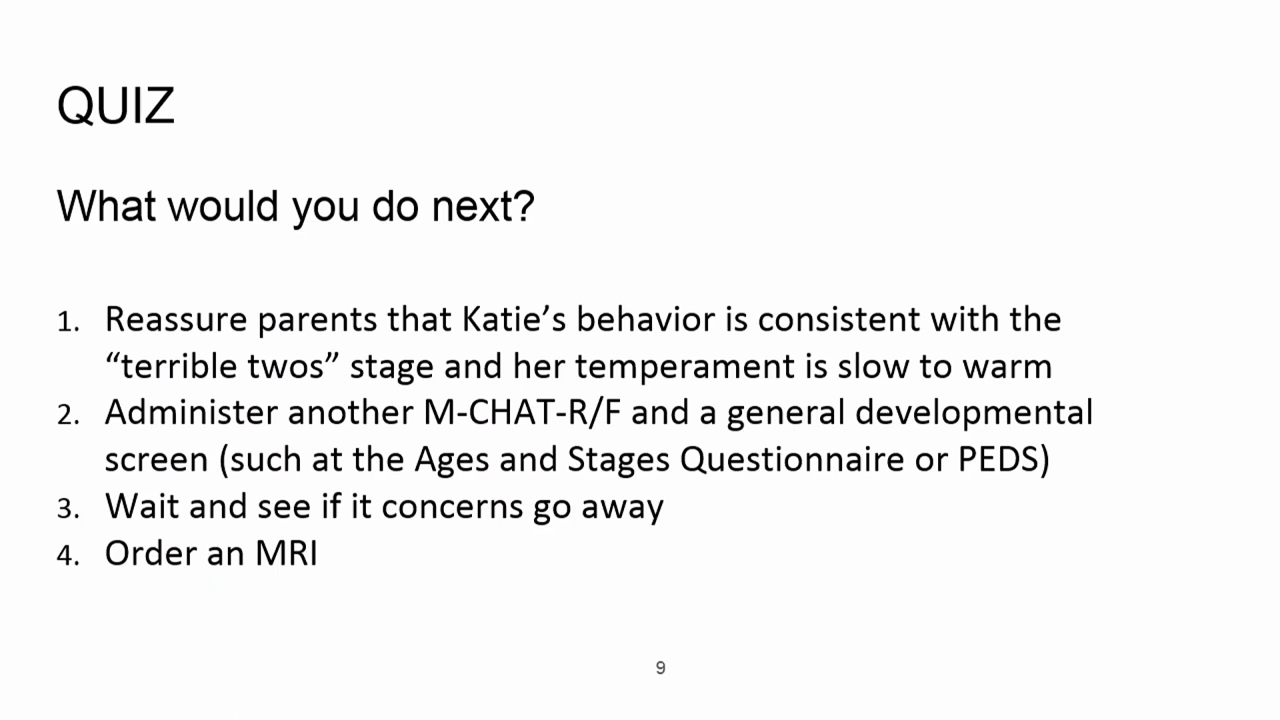 QUIZ
What would you do next?
1. Reassure parents that Katie’s behavior is consistent with the
“terrible twos” stage and her temperament is slow to warm
2. Administer another M-CHAT-R/F and a general developmental
screen (such at the Ages and Stages Questionnaire or PEDS)
3. Wait and see if it concerns go away
4. Order an MRI
9